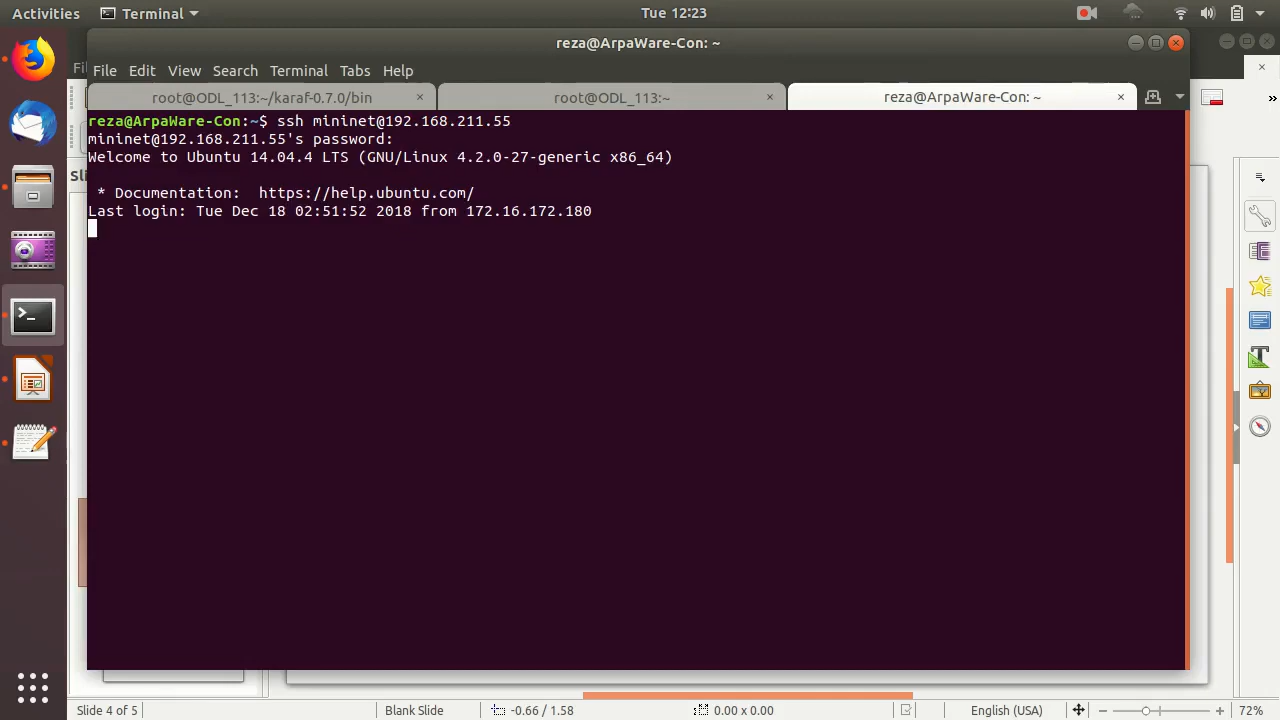 Activities
Terminal
Tue 12:23
reza@ArpaWare-Con: ~
File Edit View Search Terminal Tabs Help
root@ODL_113:~/karaf-0.7.0/bin
root@ODL_113:~
reza@ArpaWare-Con: ~
reza@ArpaWare-Con:~$ ssh mininet@192.168.211.55
mininet@192.168.211.55's password:
Welcome to Ubuntu 14.04.4 LTS (GNU/Linux 4.2.0-27-generic x86_64)
* Documentation: https://help.ubuntu.com/
Last login: Tue Dec 18 02:51:52 2018 from 172.16.172.180
Slide 4 of 5
Blank Slide
-0.66 / 1.58
0.00 x 0.00
English (USA)
72%